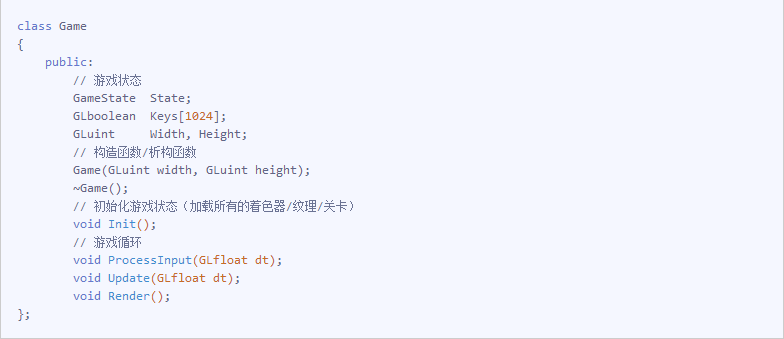 class Game
{
    public:
        // 游戏状态
        GameState  State;
        GLboolean  Keys[1024];
        GLuint     Width, Height;
        // 构造函数/析构函数
        Game(GLuint width, GLuint height);
        ~Game();
        // 初始化游戏状态（加载所有的着色器/纹理/关卡）
        void Init();
        // 游戏循环
        void ProcessInput(GLfloat dt);
        void Update(GLfloat dt);
        void Render();
};